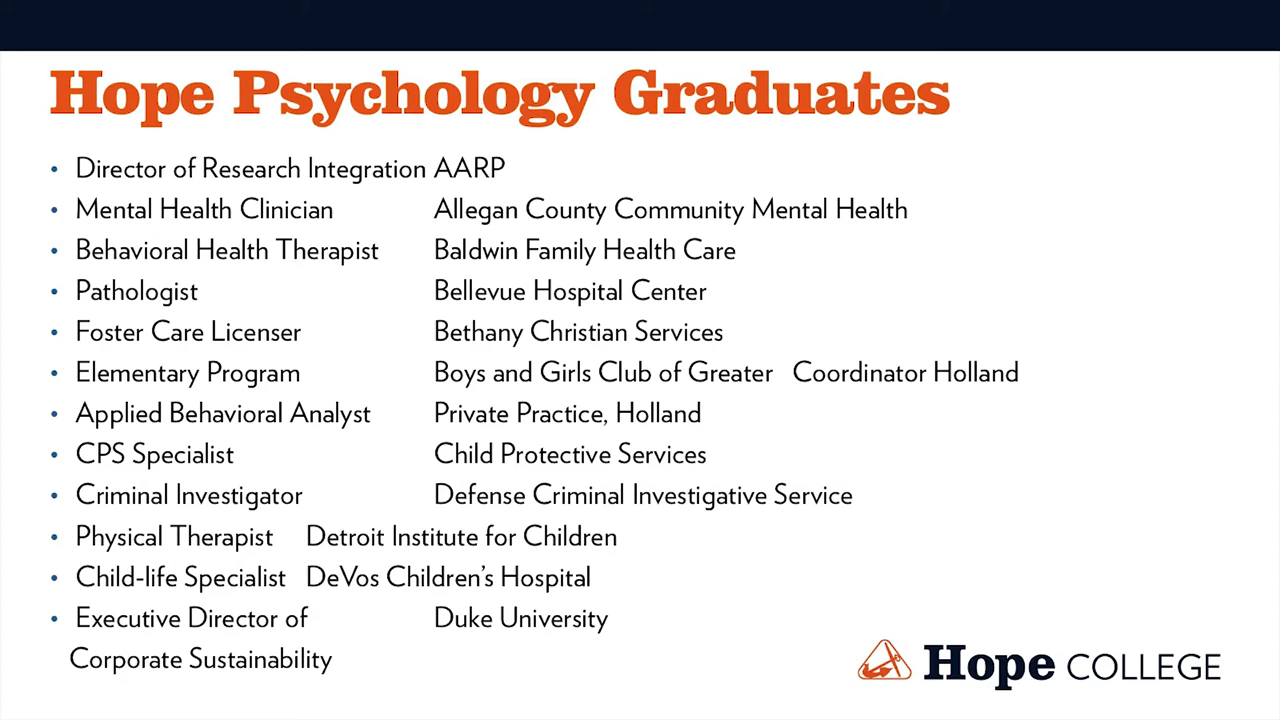 Hope Psychology Graduates
• Director of Research Integration AARP
• Mental Health Clinician Allegan County Community Mental Health
• Behavioral Health Therapist Baldwin Family Health Care
• Pathologist Bellevue Hospital Center
• Foster Care Licenser Bethany Christian Services
• Elementary Program Boys and Girls Club of Greater Coordinator Holland
• Applied Behavioral Analyst Private Practice, Holland
• CPS Specialist Child Protective Services
• Criminal Investigator Defense Criminal Investigative Service
• Physical Therapist Detroit Institute for Children
• Child-life Specialist DeVos Children's Hospital
• Executive Director of Duke University
Corporate Sustainability
Hope COLLEGE